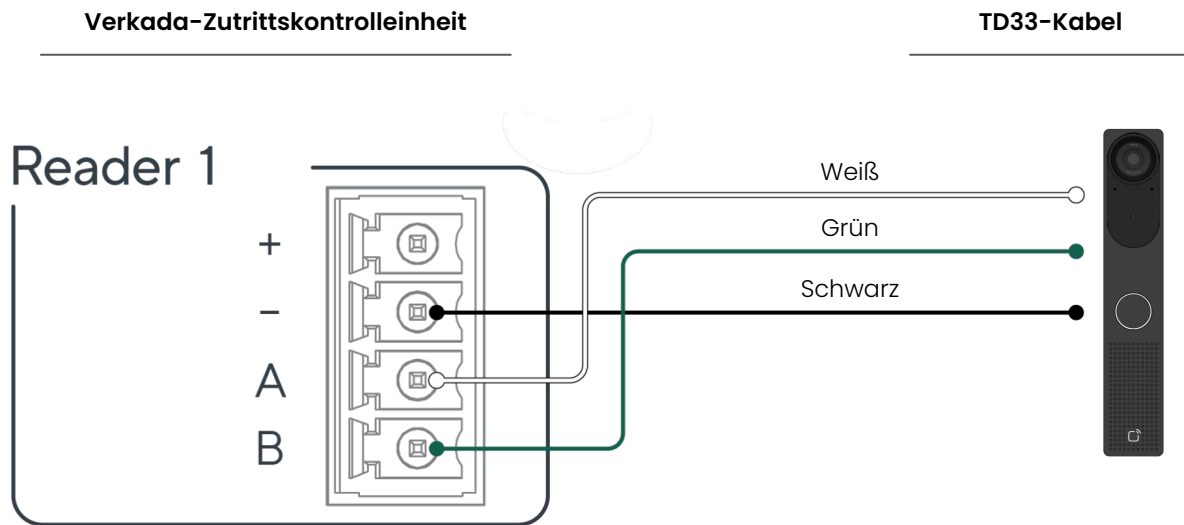 Verkada-Zutrittskontrolleinheit
TD33-Kabel
Reader 1
Weiß
Grün
Schwarz
+
−
A
B